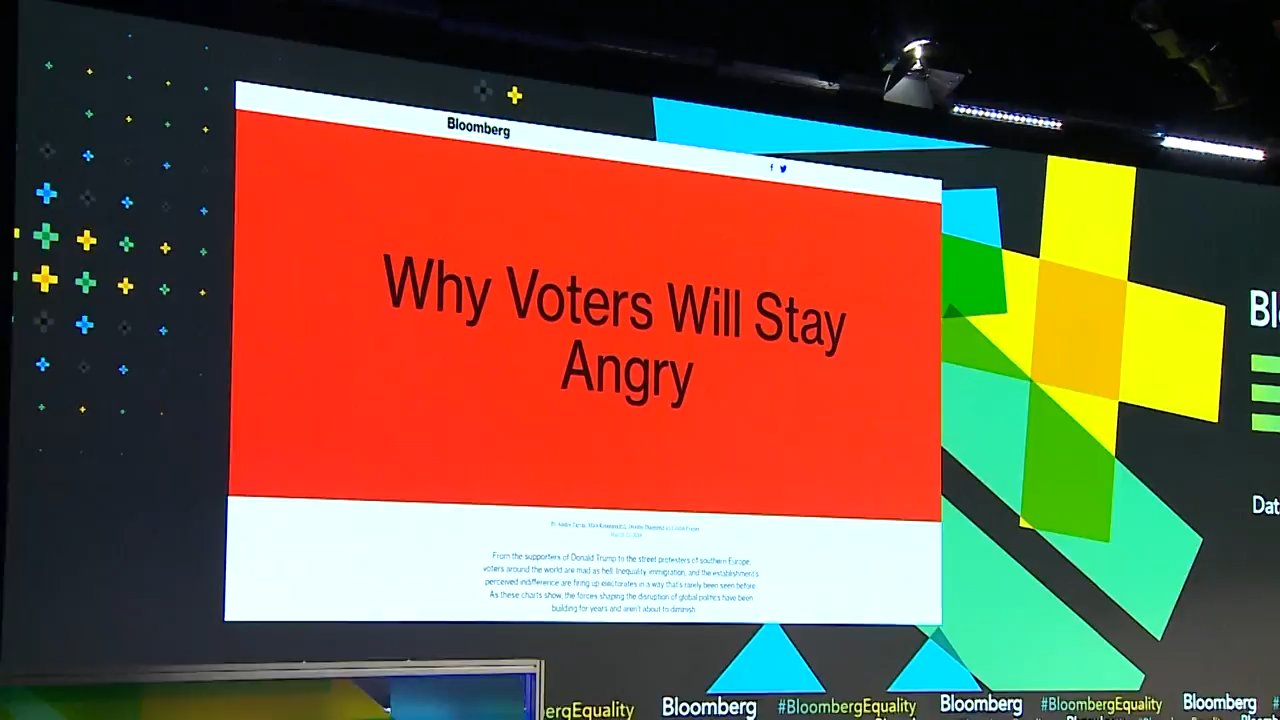 Bloomberg
Why Voters Will Stay
Angry
From the supporters of Donald Trump to the street protesters of southern Europe,
voters around the world are mad as hell. Inequality, immigration, and the establishment's
perceived indifference are firing up electorates in a way that's rarely been seen before.
As these charts show, the forces shaping the disruption of global politics have been
building for years and aren't about to diminish.
Bl
Dat
ergEquality Bloomberg #BloombergEquality Bloomberg #BloombergEquality Bloomberg #